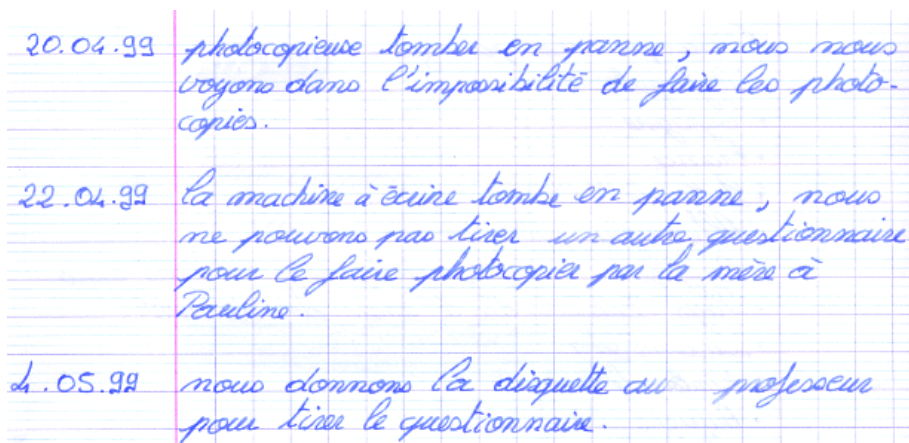 20.04.99 photocopieuse tomber en panne, nous nous
voyons dans l'impossibilité de faire les photo-
copies.
22.04.99 la machine à écrire tombe en panne, nous
ne pouvons pas tirer un autre questionnaire
pour le faire photocopier par la mère à
Pauline.
4.05.99 nous donnons la disquette au professeur
pour tirer le questionnaire.